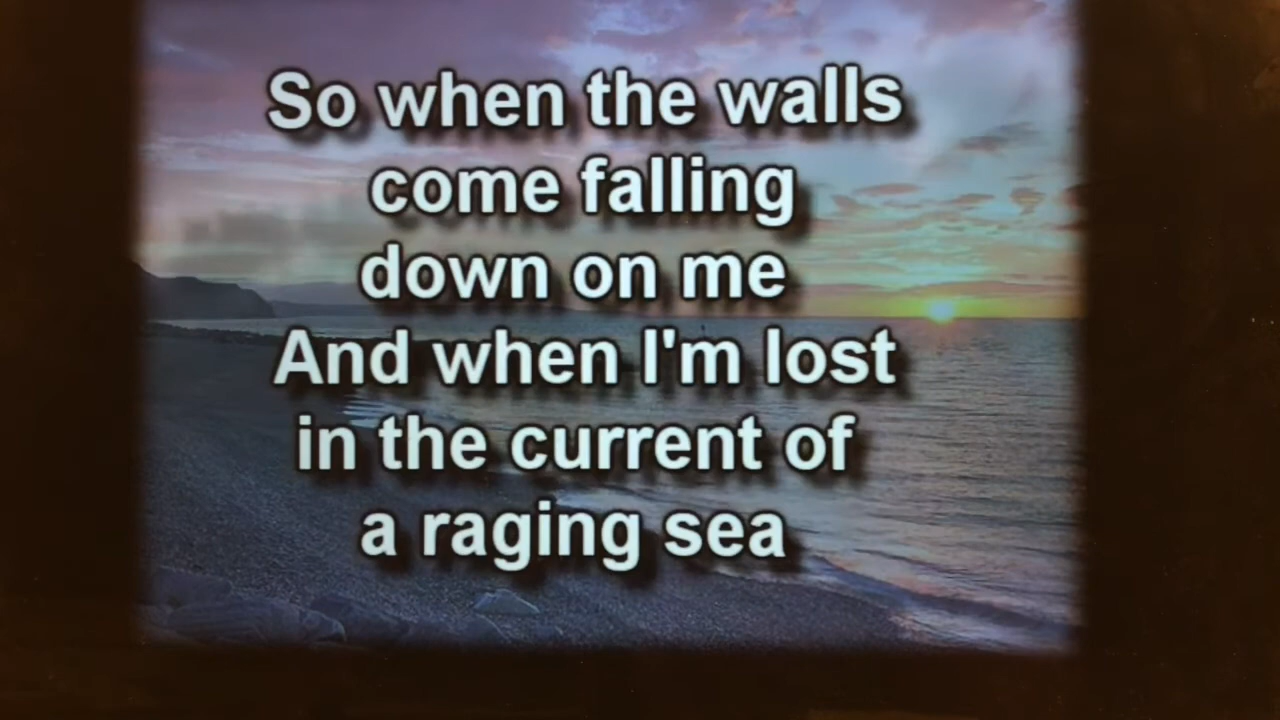 So when the walls
come falling
down on me
And when I'm lost
in the current of
a raging sea